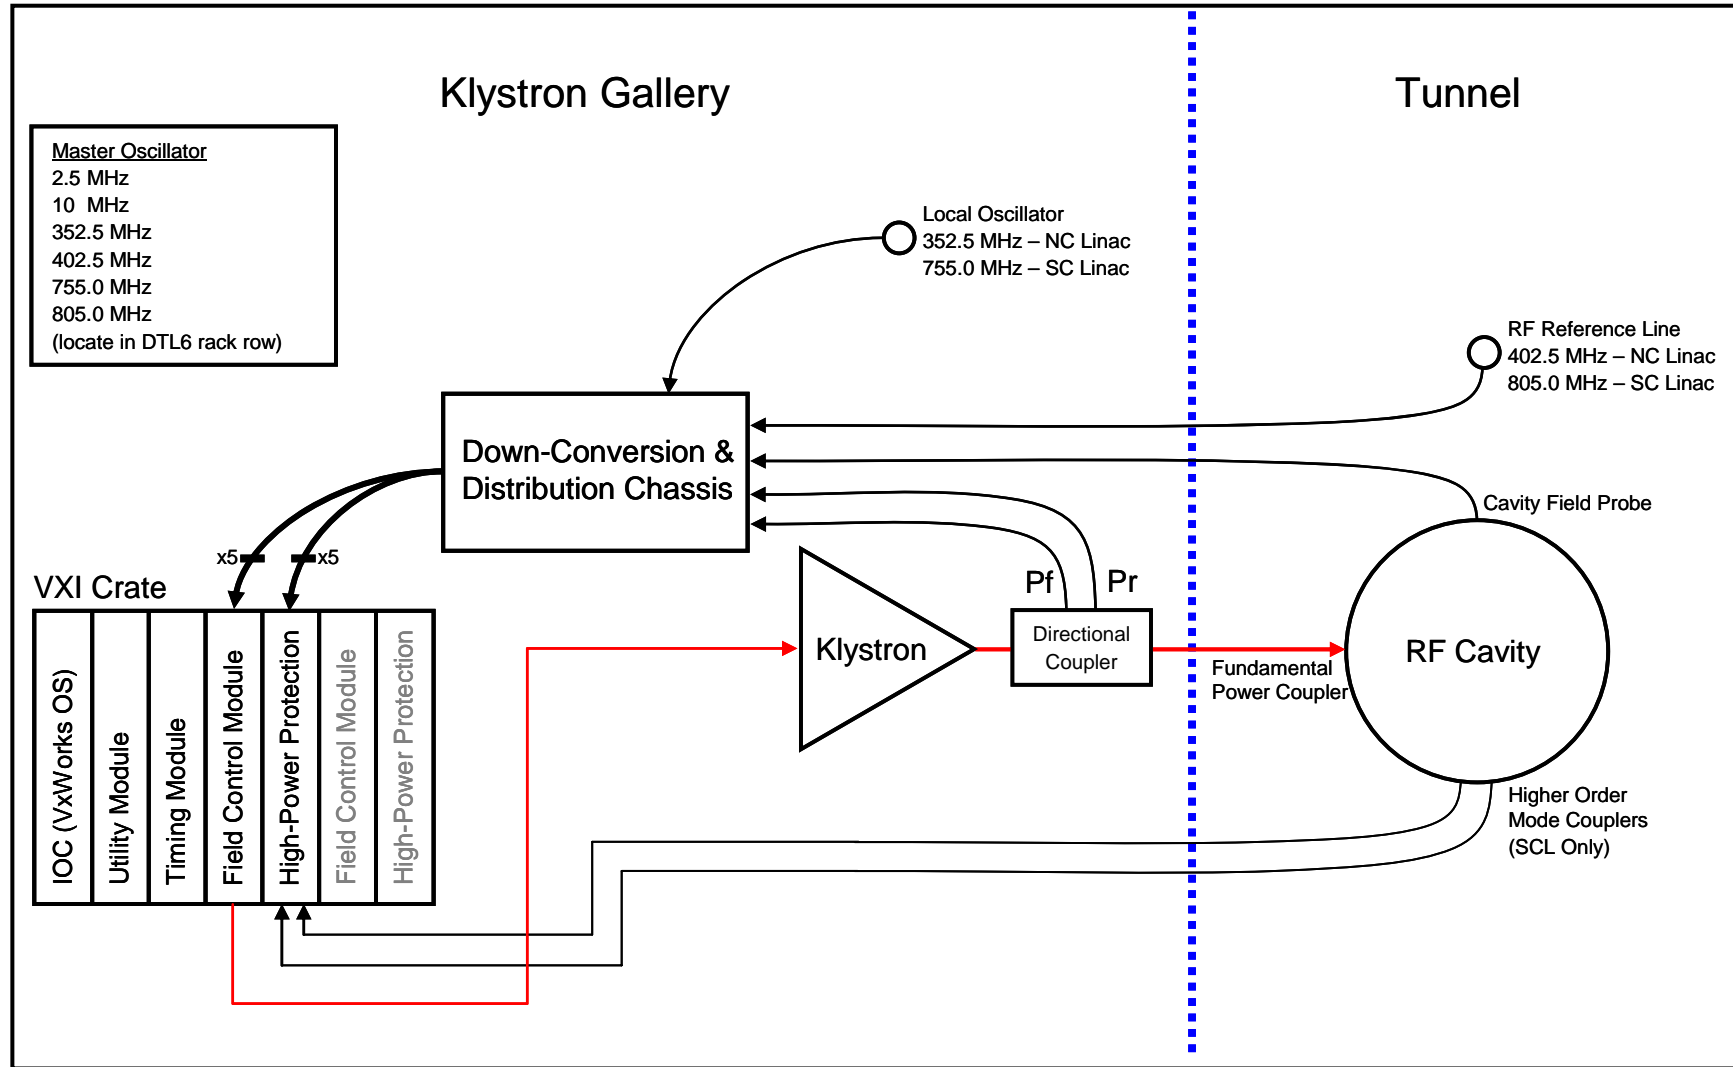 Klystron Gallery
Tunnel
Master Oscillator
2.5 MHz
10 MHz
352.5 MHz
402.5 MHz
755.0 MHz
805.0 MHz
(locate in DTL6 rack row)
Local Oscillator
352.5 MHz – NC Linac
755.0 MHz – SC Linac
RF Reference Line
402.5 MHz – NC Linac
805.0 MHz – SC Linac
Down-Conversion &
Distribution Chassis
Cavity Field Probe
x5
x5
VXI Crate
IOC (VxWorks OS)
Utility Module
Timing Module
Field Control Module
High-Power Protection
Field Control Module
High-Power Protection
Klystron
Pf
Pr
Directional
Coupler
Fundamental
Power Coupler
RF Cavity
Higher Order
Mode Couplers
(SCL Only)